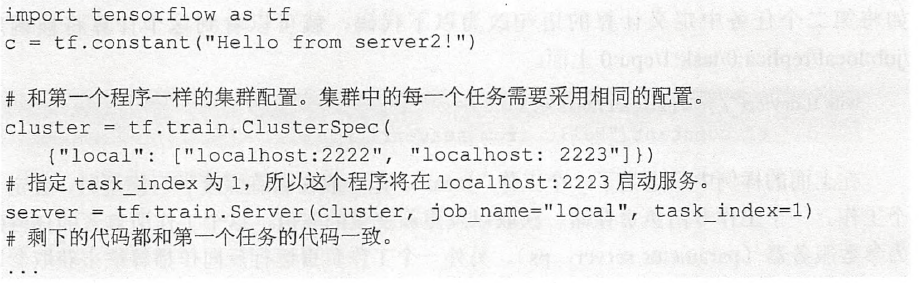 import tensorflow as tf
c = tf.constant("Hello from server2!")
# 和第一个程序一样的集群配置。集群中的每一个任务需要采用相同的配置。
cluster = tf.train.ClusterSpec(
{"local": ["localhost:2222", "localhost: 2223"]})
# 指定 task_index 为 1，所以这个程序将在 localhost:2223 启动服务。
server = tf.train.Server(cluster, job_name="local", task_index=1)
# 剩下的代码都和第一个任务的代码一致。
...